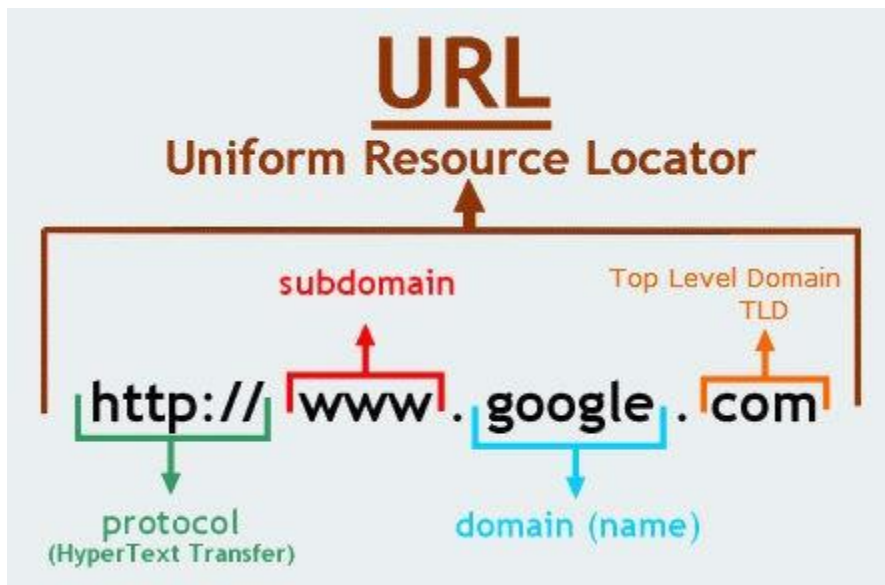 URL
Uniform Resource Locator
subdomain
Top Level Domain
TLD
http:// www . google . com
protocol
(HyperText Transfer)
domain (name)